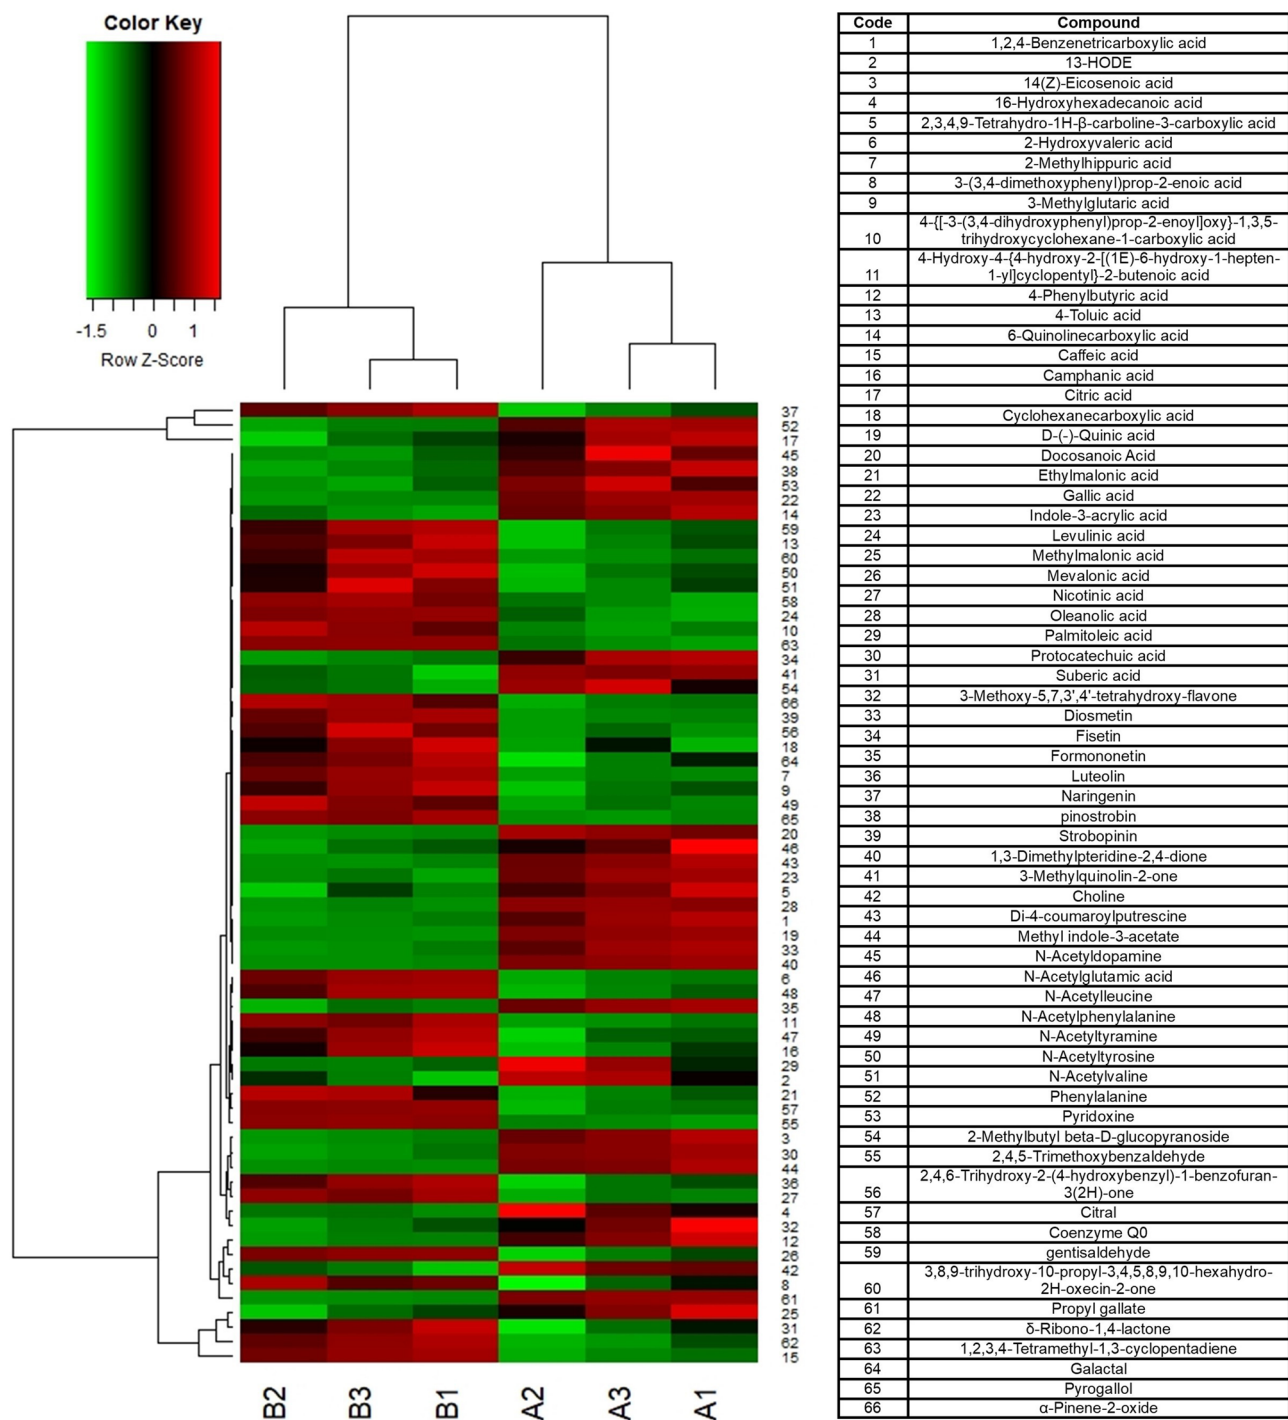 Color Key
-1.5 0 1
Row Z-Score
37
52
17
45
38
53
22
14
59
13
60
50
51
58
24
10
63
34
41
54
66
39
56
18
64
7
9
49
65
20
46
43
23
5
28
1
19
33
40
6
48
35
11
47
16
29
2
21
57
55
3
30
44
36
27
4
32
12
26
42
8
61
25
31
62
15
B2 B3 B1 A2 A3 A1
Code Compound
1 1,2,4-Benzenetricarboxylic acid
2 13-HODE
3 14(Z)-Eicosenoic acid
4 16-Hydroxyhexadecanoic acid
5 2,3,4,9-Tetrahydro-1H-β-carboline-3-carboxylic acid
6 2-Hydroxyvaleric acid
7 2-Methylhippuric acid
8 3-(3,4-dimethoxyphenyl)prop-2-enoic acid
9 3-Methylglutaric acid
4-{[-3-(3,4-dihydroxyphenyl)prop-2-enoyl]oxy}-1,3,5-
10 trihydroxycyclohexane-1-carboxylic acid
4-Hydroxy-4-{4-hydroxy-2-[(1E)-6-hydroxy-1-hepten-
11 1-yl]cyclopentyl}-2-butenoic acid
12 4-Phenylbutyric acid
13 4-Toluic acid
14 6-Quinolinecarboxylic acid
15 Caffeic acid
16 Camphanic acid
17 Citric acid
18 Cyclohexanecarboxylic acid
19 D-(-)-Quinic acid
20 Docosanoic Acid
21 Ethylmalonic acid
22 Gallic acid
23 Indole-3-acrylic acid
24 Levulinic acid
25 Methylmalonic acid
26 Mevalonic acid
27 Nicotinic acid
28 Oleanolic acid
29 Palmitoleic acid
30 Protocatechuic acid
31 Suberic acid
32 3-Methoxy-5,7,3',4'-tetrahydroxy-flavone
33 Diosmetin
34 Fisetin
35 Formononetin
36 Luteolin
37 Naringenin
38 pinostrobin
39 Strobopinin
40 1,3-Dimethylpteridine-2,4-dione
41 3-Methylquinolin-2-one
42 Choline
43 Di-4-coumaroylputrescine
44 Methyl indole-3-acetate
45 N-Acetyldopamine
46 N-Acetylglutamic acid
47 N-Acetylleucine
48 N-Acetylphenylalanine
49 N-Acetyltyramine
50 N-Acetyltyrosine
51 N-Acetylvaline
52 Phenylalanine
53 Pyridoxine
54 2-Methylbutyl beta-D-glucopyranoside
55 2,4,5-Trimethoxybenzaldehyde
2,4,6-Trihydroxy-2-(4-hydroxybenzyl)-1-benzofuran-
56 3(2H)-one
57 Citral
58 Coenzyme Q0
59 gentisaldehyde
3,8,9-trihydroxy-10-propyl-3,4,5,8,9,10-hexahydro-
60 2H-oxecin-2-one
61 Propyl gallate
62 δ-Ribono-1,4-lactone
63 1,2,3,4-Tetramethyl-1,3-cyclopentadiene
64 Galactal
65 Pyrogallol
66 α-Pinene-2-oxide